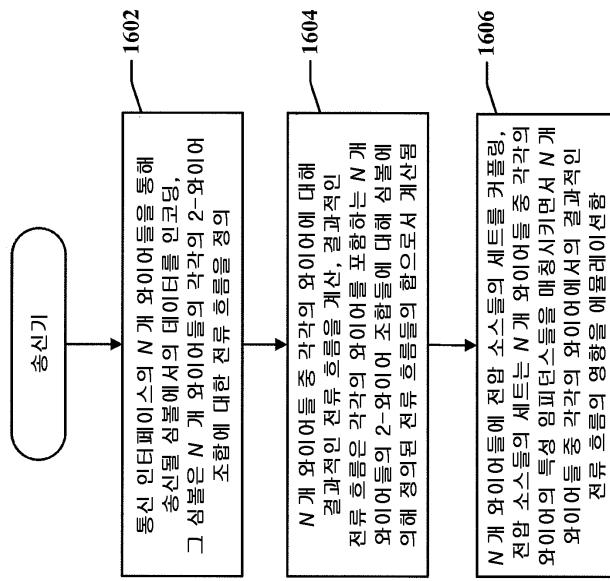 송신기
1602
통신 인터페이스의 N 개 와이어들을 통해
송신될 심볼에서의 데이터를 인코딩,
그 심볼은 N 개 와이어들의 각각의 2-와이어
조합에 대한 전류 흐름을 정의
1604
N 개 와이어들 중 각각의 와이어에 대해
결과적인 전류 흐름을 계산, 결과적인
전류 흐름은 각각의 와이어를 포함하는 N 개
와이어들의 2-와이어 조합들에 대해 심볼에
의해 정의된 전류 흐름들의 합으로서 계산됨
1606
N 개 와이어들에 전압 소스들의 세트를 커플링,
전압 소스들의 세트는 N 개 와이어들 중 각각의
와이어의 특성 임피던스들을 매칭시키면서 N 개
와이어들 중 각각의 와이어에서의 결과적인
전류 흐름의 영향을 에뮬레이션함